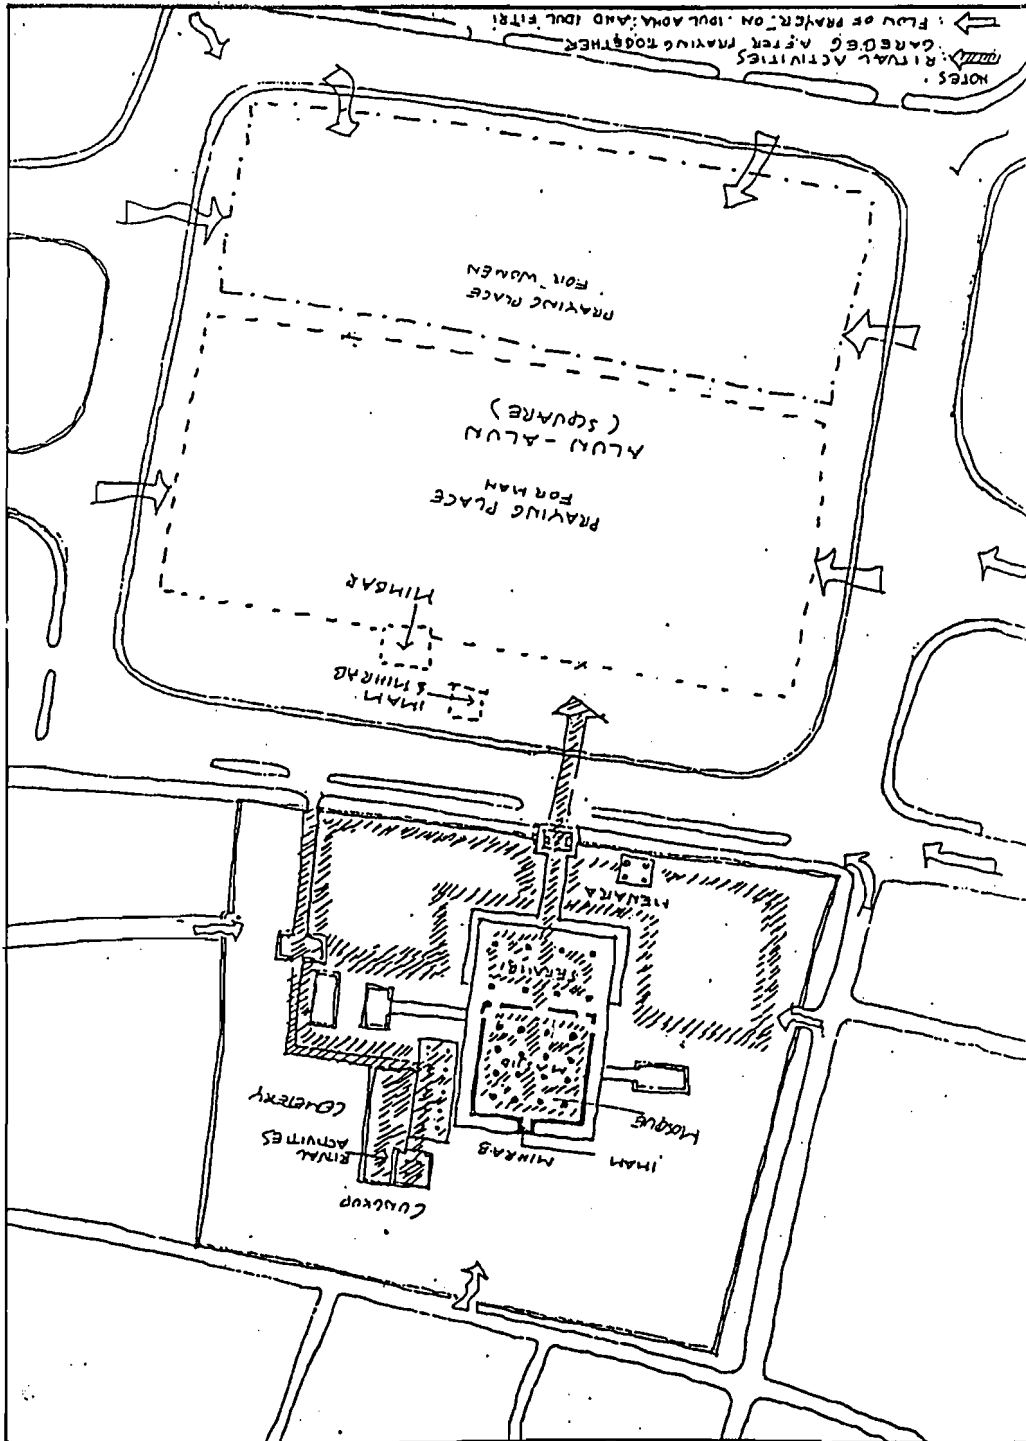 CUNGKUP
RITUAL
ACTIVITIES
IMAM
MIHRAB
MOSQUE
CEMETERY
MASJID
SERAMBI
MENARA
IMAM
& MIHRAB
MIMBAR
PRAYING PLACE
FOR MAN
ALUN - ALUN
( SQUARE )
PRAYING PLACE
FOR WOMEN
NOTES :
: RITUAL ACTIVITIES
GAREBEG AFTER PRAYING TOGETHER
: FLOW OF PRAYER ON IDUL ADHA AND IDUL FITRI